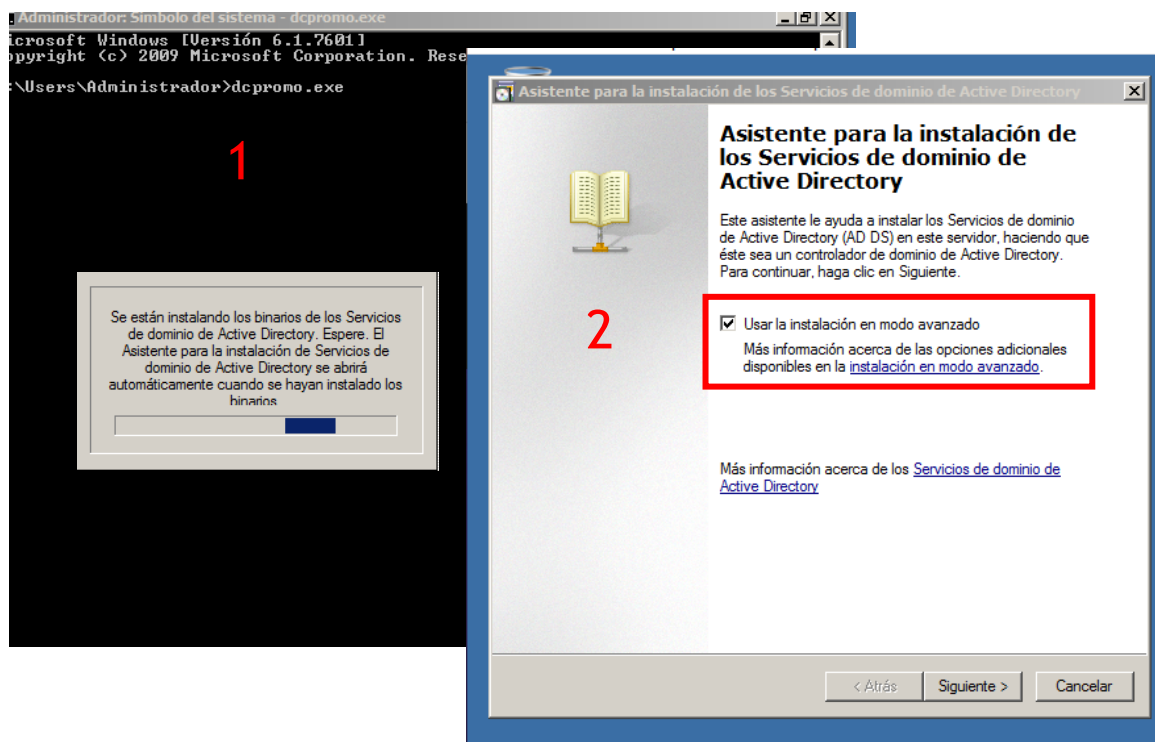 Administrador: Símbolo del sistema - dcpromo.exe
icrosoft Windows [Versión 6.1.7601]
opyright (c) 2009 Microsoft Corporation. Rese
:\Users\Administrador>dcpromo.exe
1
Se están instalando los binarios de los Servicios
de dominio de Active Directory. Espere. El
Asistente para la instalación de Servicios de
dominio de Active Directory se abrirá
automáticamente cuando se hayan instalado los
binarios
Asistente para la instalación de los Servicios de dominio de Active Directory
Asistente para la instalación de
los Servicios de dominio de
Active Directory
Este asistente le ayuda a instalar los Servicios de dominio
de Active Directory (AD DS) en este servidor, haciendo que
éste sea un controlador de dominio de Active Directory.
Para continuar, haga clic en Siguiente.
2
Usar la instalación en modo avanzado
Más información acerca de las opciones adicionales
disponibles en la instalación en modo avanzado.
Más información acerca de los Servicios de dominio de
Active Directory
< Atrás
Siguiente >
Cancelar